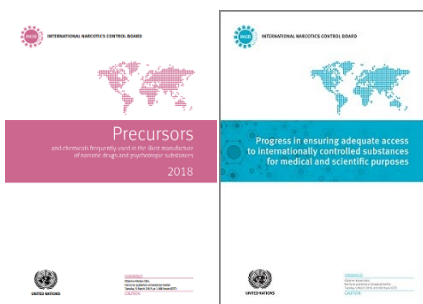 INTERNATIONAL NARCOTICS CONTROL BOARD
Precursors
and chemicals frequently used in the illicit manufacture
of narcotic drugs and psychotropic substances
2018
UNITED NATIONS
CAUTION
INTERNATIONAL NARCOTICS CONTROL BOARD
Progress in ensuring adequate access
to internationally controlled substances
for medical and scientific purposes
UNITED NATIONS
CAUTION